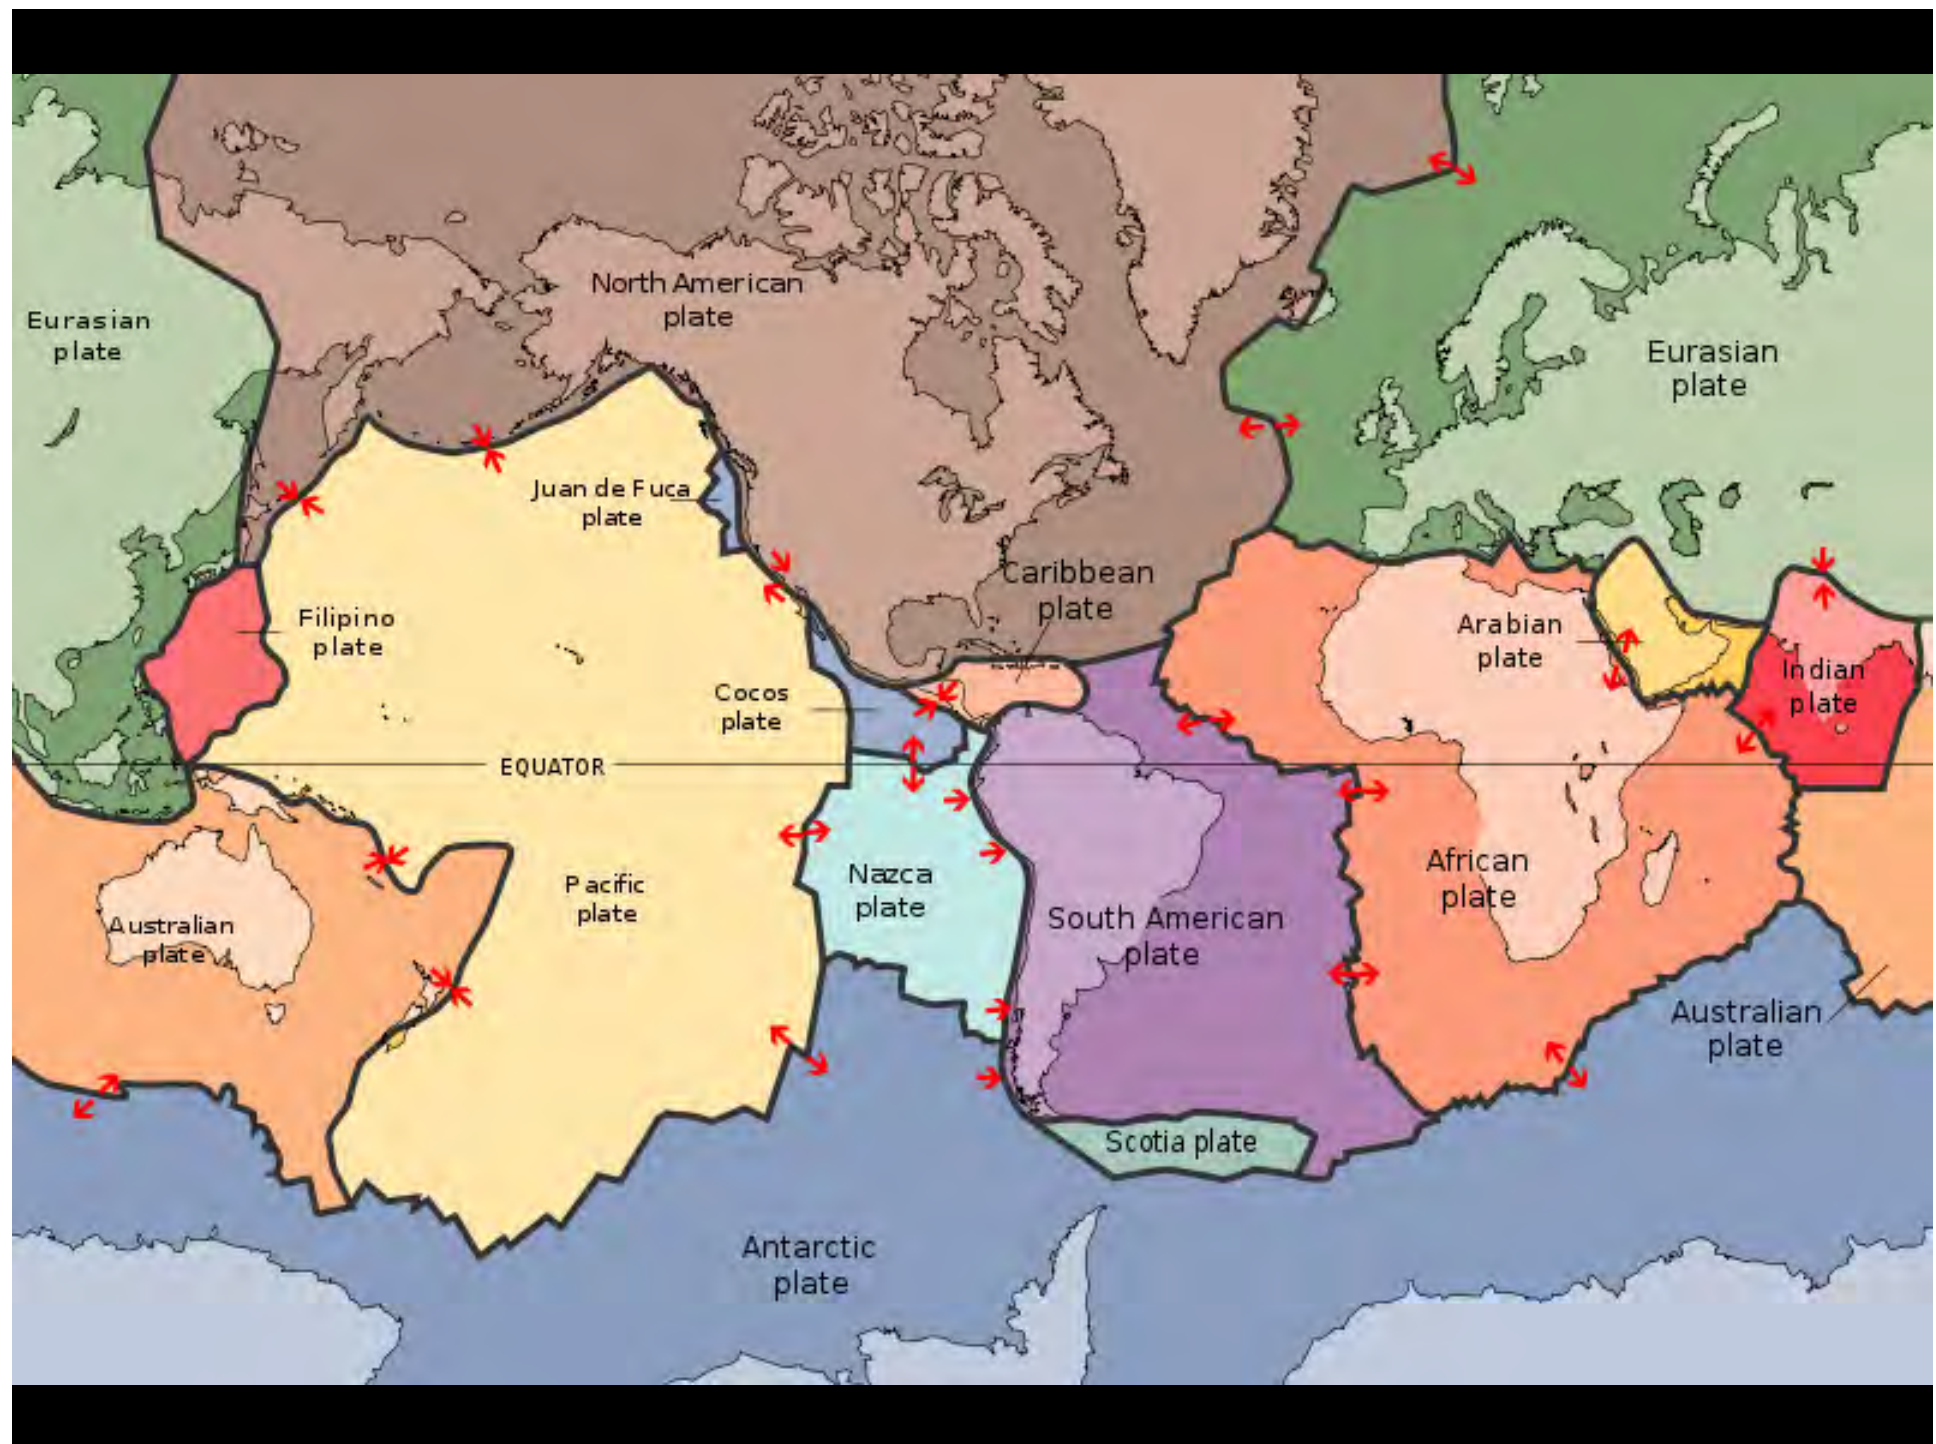 North American
plate
Eurasian
plate
Eurasian
plate
Juan de Fuca
plate
Caribbean
plate
Filipino
plate
Arabian
plate
Indian
plate
Cocos
plate
EQUATOR
Pacific
plate
Nazca
plate
South American
plate
African
plate
Australian
plate
Australian
plate
Scotia plate
Antarctic
plate